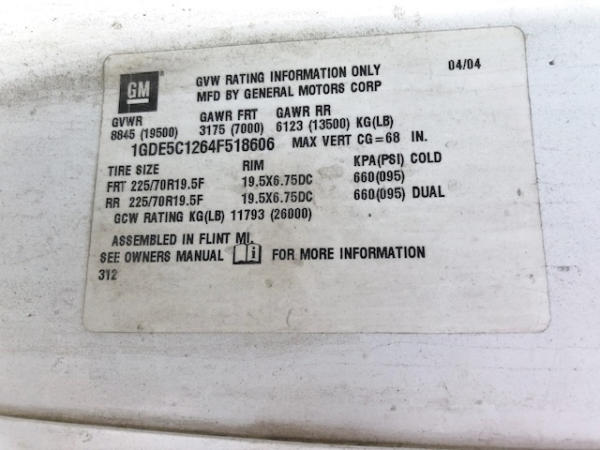 GM
GVW RATING INFORMATION ONLY 04/04
MFD BY GENERAL MOTORS CORP
GVWR GAWR FRT GAWR RR
8845 (19500) 3175 (7000) 6123 (13500) KG(LB)
1GDE5C1264F518606 MAX VERT CG=68 IN.
TIRE SIZE RIM KPA(PSI) COLD
FRT 225/70R19.5F 19.5X6.75DC 660(095)
RR 225/70R19.5F 19.5X6.75DC 660(095) DUAL
GCW RATING KG(LB) 11793 (26000)
ASSEMBLED IN FLINT MI.
SEE OWNERS MANUAL i FOR MORE INFORMATION
312